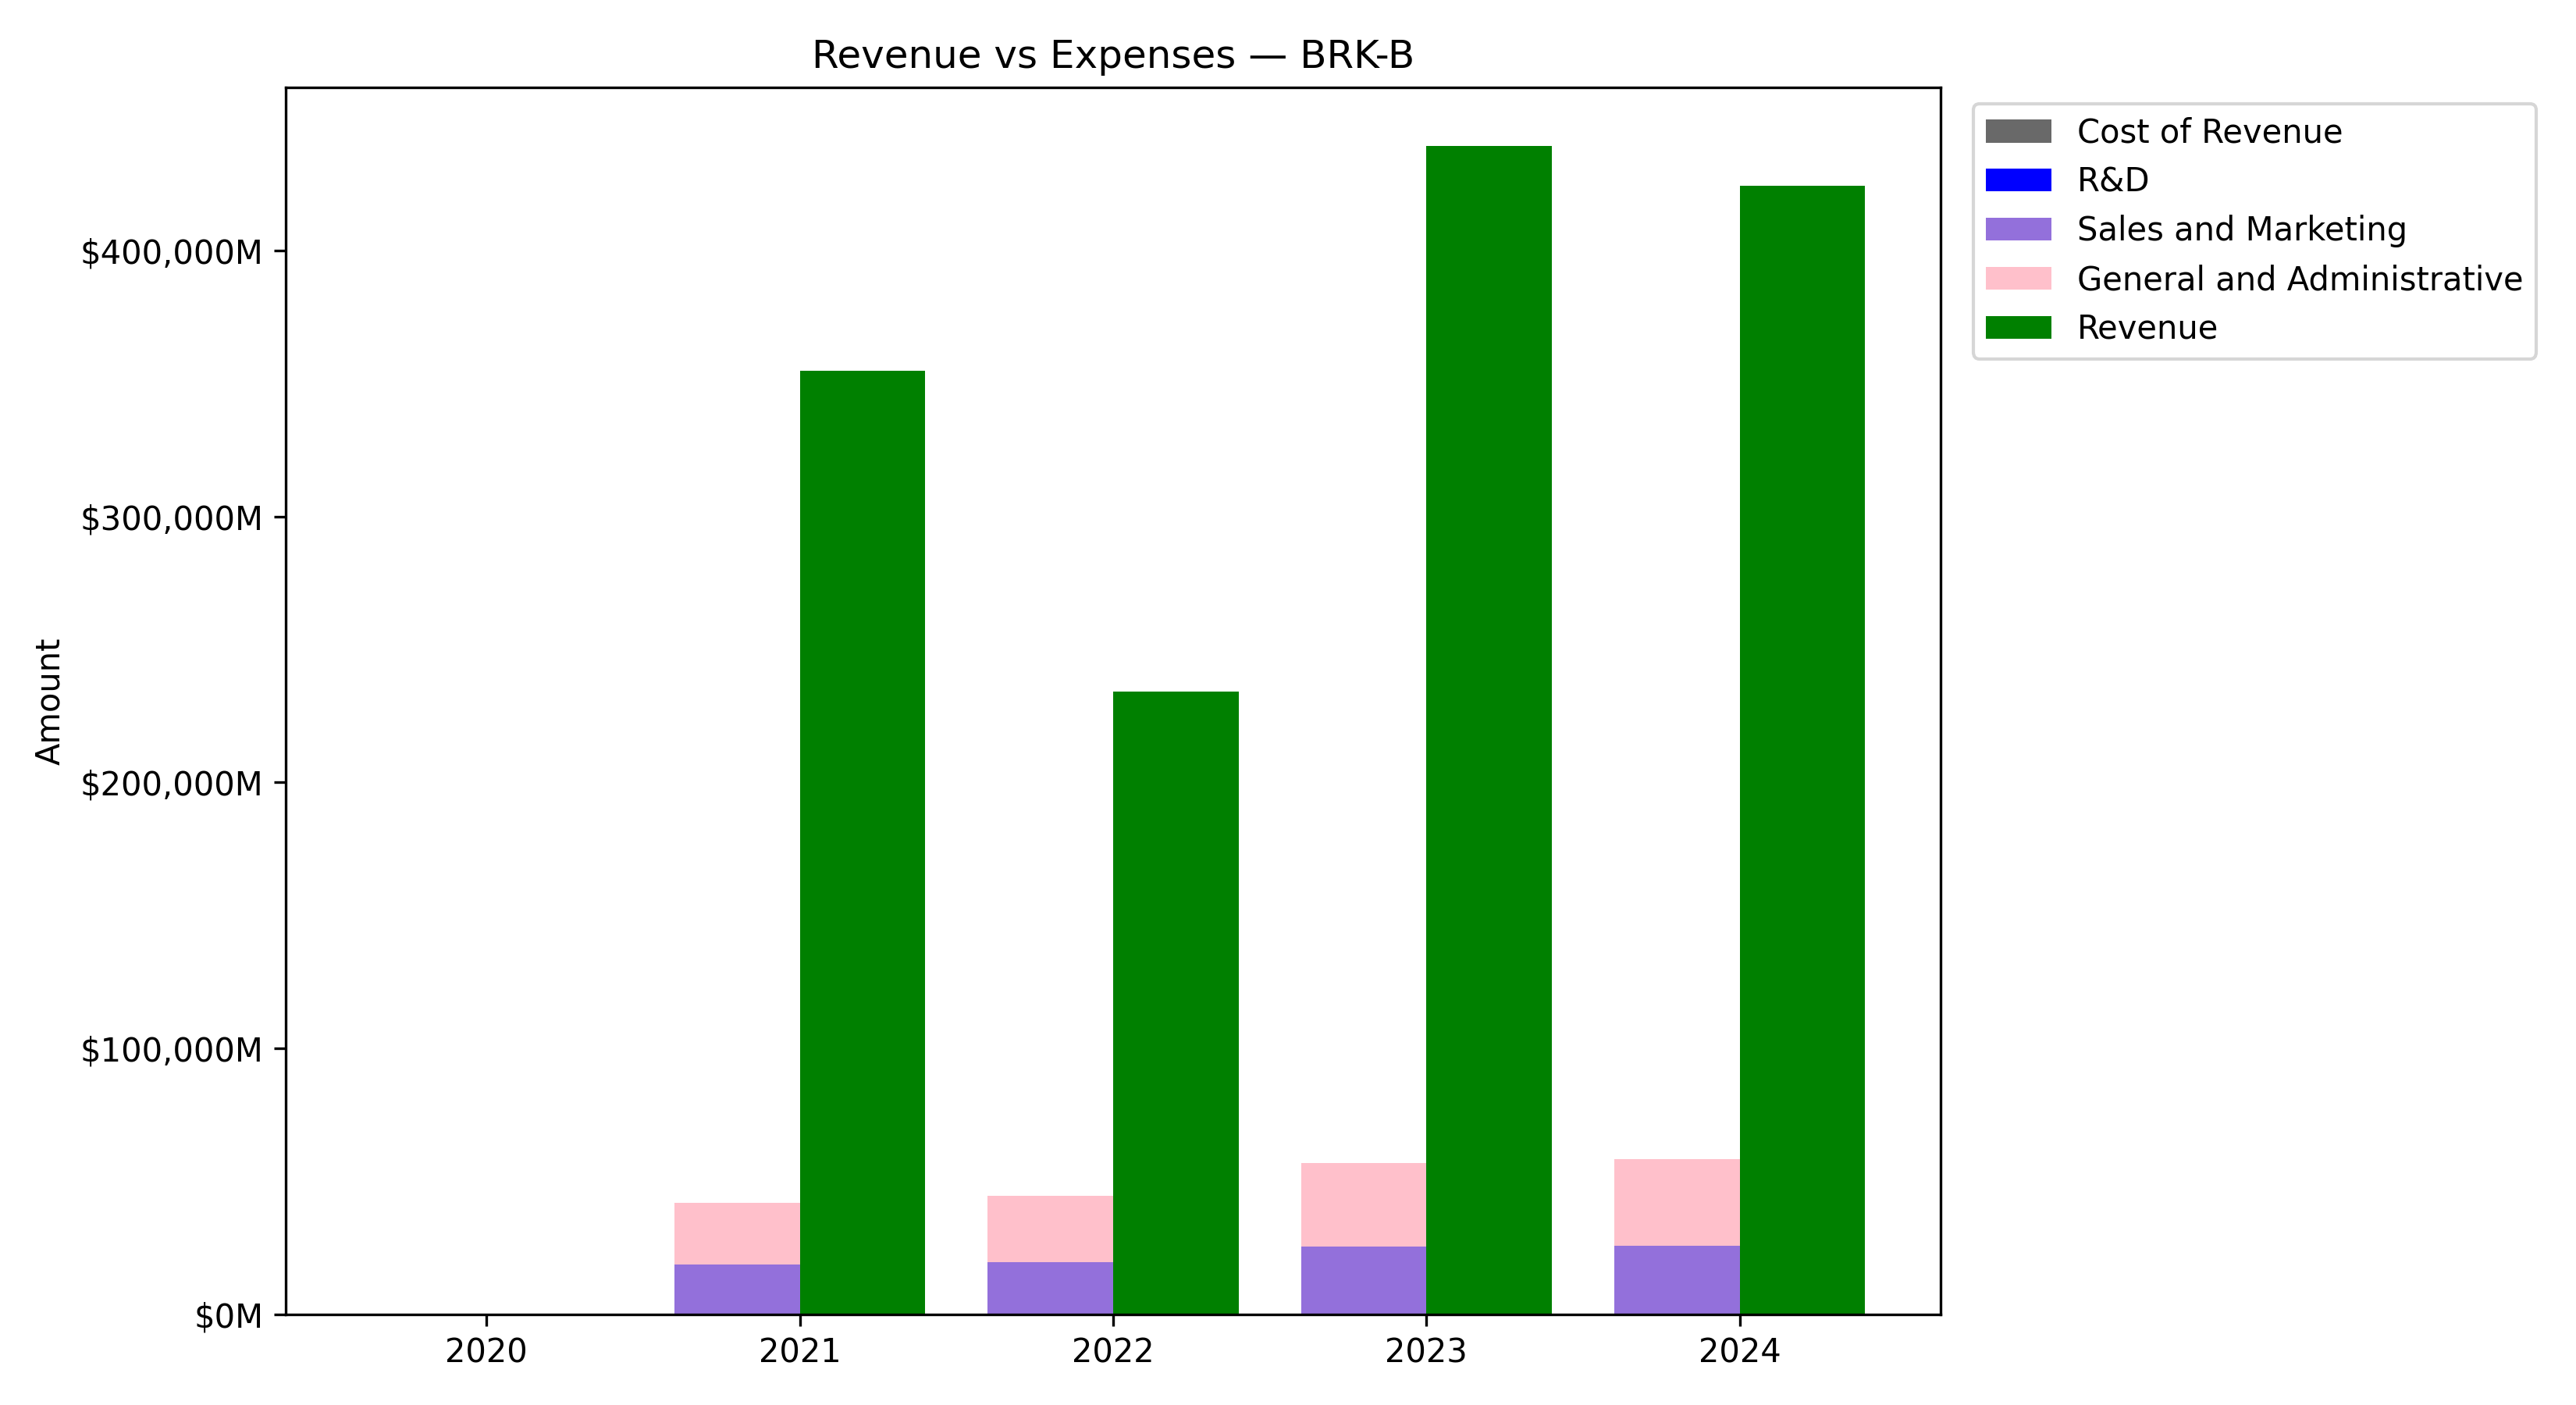 Revenue vs Expenses — BRK-B
Cost of Revenue
R&D
Sales and Marketing
General and Administrative
Revenue
Amount
$400,000M
$300,000M
$200,000M
$100,000M
$0M
2020
2021
2022
2023
2024